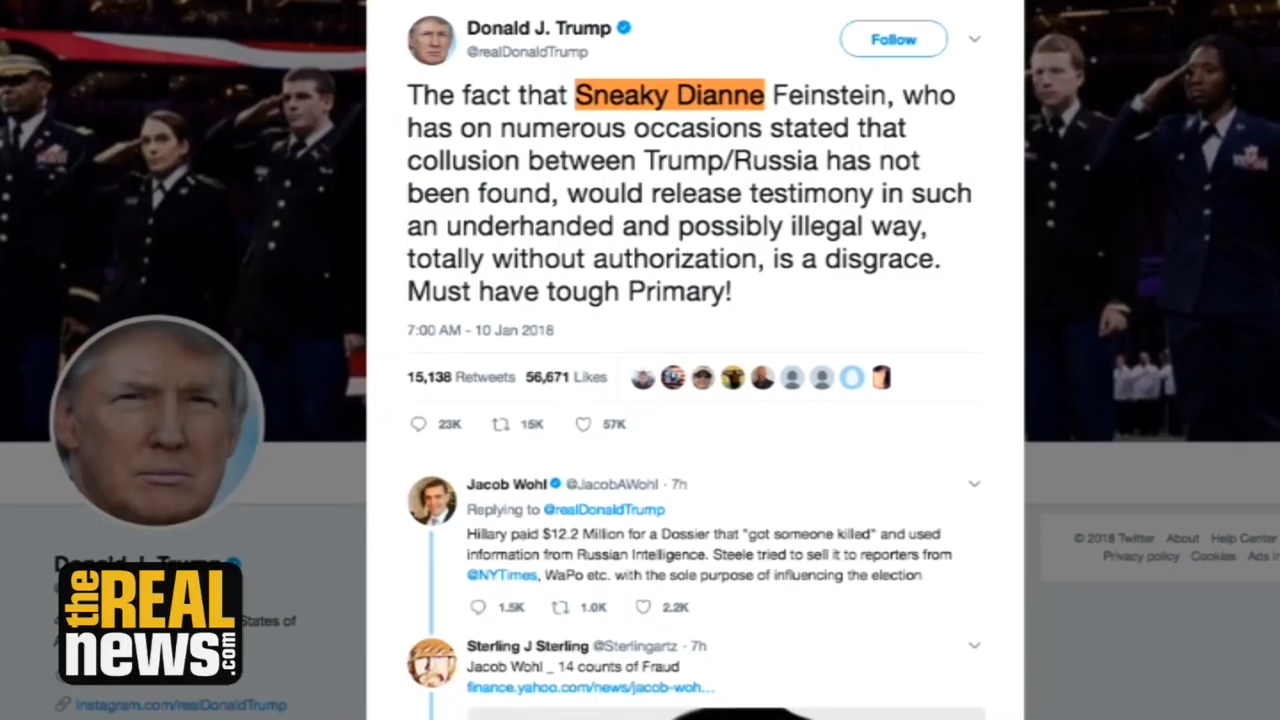 Donald J. Trump
@realDonaldTrump
Follow
The fact that Sneaky Dianne Feinstein, who
has on numerous occasions stated that
collusion between Trump/Russia has not
been found, would release testimony in such
an underhanded and possibly illegal way,
totally without authorization, is a disgrace.
Must have tough Primary!
7:00 AM - 10 Jan 2018
15,138 Retweets 56,671 Likes
23K 15K 57K
Jacob Wohl @JacobAWohl · 7h
Replying to @realDonaldTrump
Hillary paid $12.2 Million for a Dossier that "got someone killed" and used
information from Russian Intelligence. Steele tried to sell it to reporters from
@NYTimes, WaPo etc. with the sole purpose of influencing the election
1.5K 1.0K 2.2K
Sterling J Sterling @Sterlingartz · 7h
Jacob Wohl _ 14 counts of Fraud
finance.yahoo.com/news/jacob-woh...
Donald J. Trump
States of
Instagram.com/realDonaldTrump
the REAL
news.com
© 2018 Twitter About Help Center
Privacy policy Cookies Ads